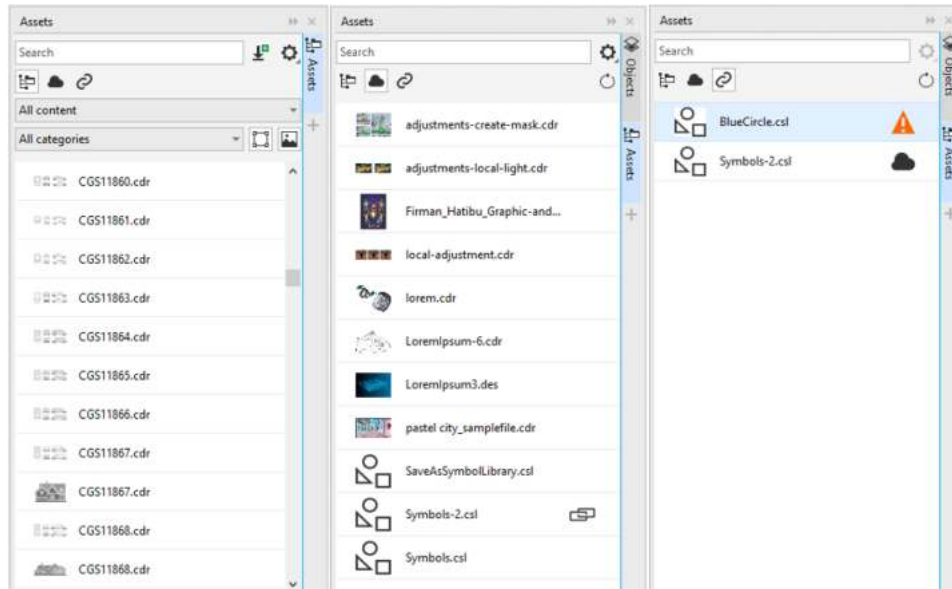 Assets
Search
All content
All categories
CGS11860.cdr
CGS11861.cdr
CGS11862.cdr
CGS11863.cdr
CGS11864.cdr
CGS11865.cdr
CGS11866.cdr
CGS11867.cdr
CGS11867.cdr
CGS11868.cdr
CGS11868.cdr
Assets
Assets
Search
adjustments-create-mask.cdr
adjustments-local-light.cdr
Firman_Hatibu_Graphic-and...
local-adjustment.cdr
lorem.cdr
LoremIpsum-6.cdr
LoremIpsum3.des
pastel city_samplefile.cdr
SaveAsSymbolLibrary.csl
Symbols-2.csl
Symbols.csl
Objects
Assets
Assets
Search
BlueCircle.csl
Symbols-2.csl
Objects
Assets